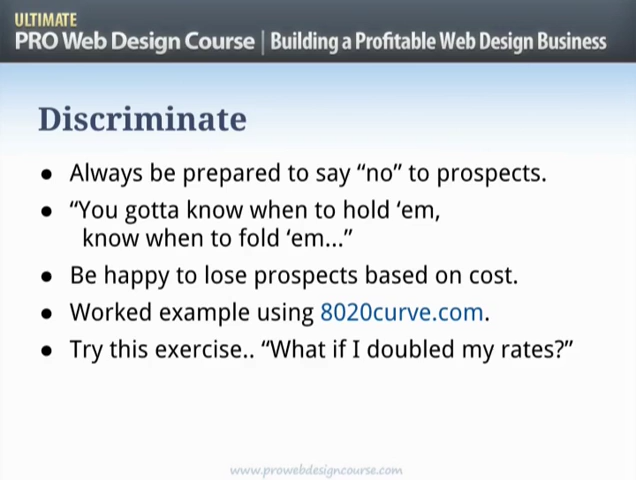 ULTIMATE
PRO Web Design Course | Building a Profitable Web Design Business
Discriminate
● Always be prepared to say “no” to prospects.
● “You gotta know when to hold ‘em,
know when to fold ‘em...”
● Be happy to lose prospects based on cost.
● Worked example using 8020curve.com.
● Try this exercise.. “What if I doubled my rates?”
www.prowebdesigncourse.com